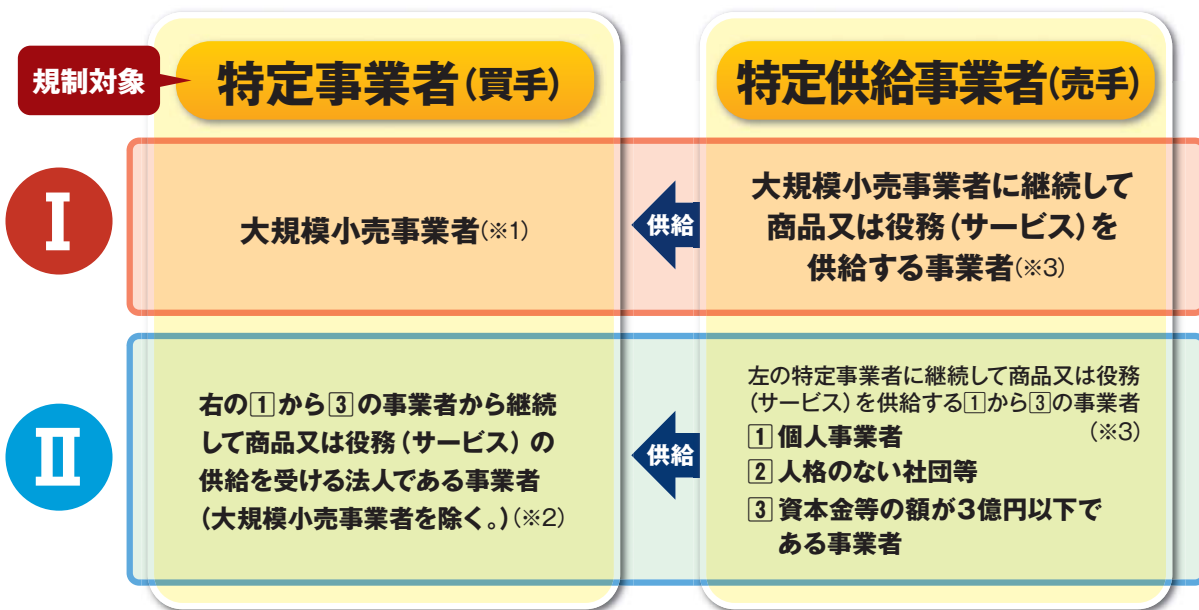 規制対象
特定事業者(買手)
特定供給事業者(売手)
I
大規模小売事業者(※1)
供給
大規模小売事業者に継続して
商品又は役務(サービス)を
供給する事業者(※3)
II
右の1から3の事業者から継続
して商品又は役務(サービス)の
供給を受ける法人である事業者
(大規模小売事業者を除く。)(※2)
供給
左の特定事業者に継続して商品又は役務
(サービス)を供給する1から3の事業者
(※3)
1 個人事業者
2 人格のない社団等
3 資本金等の額が3億円以下で
ある事業者